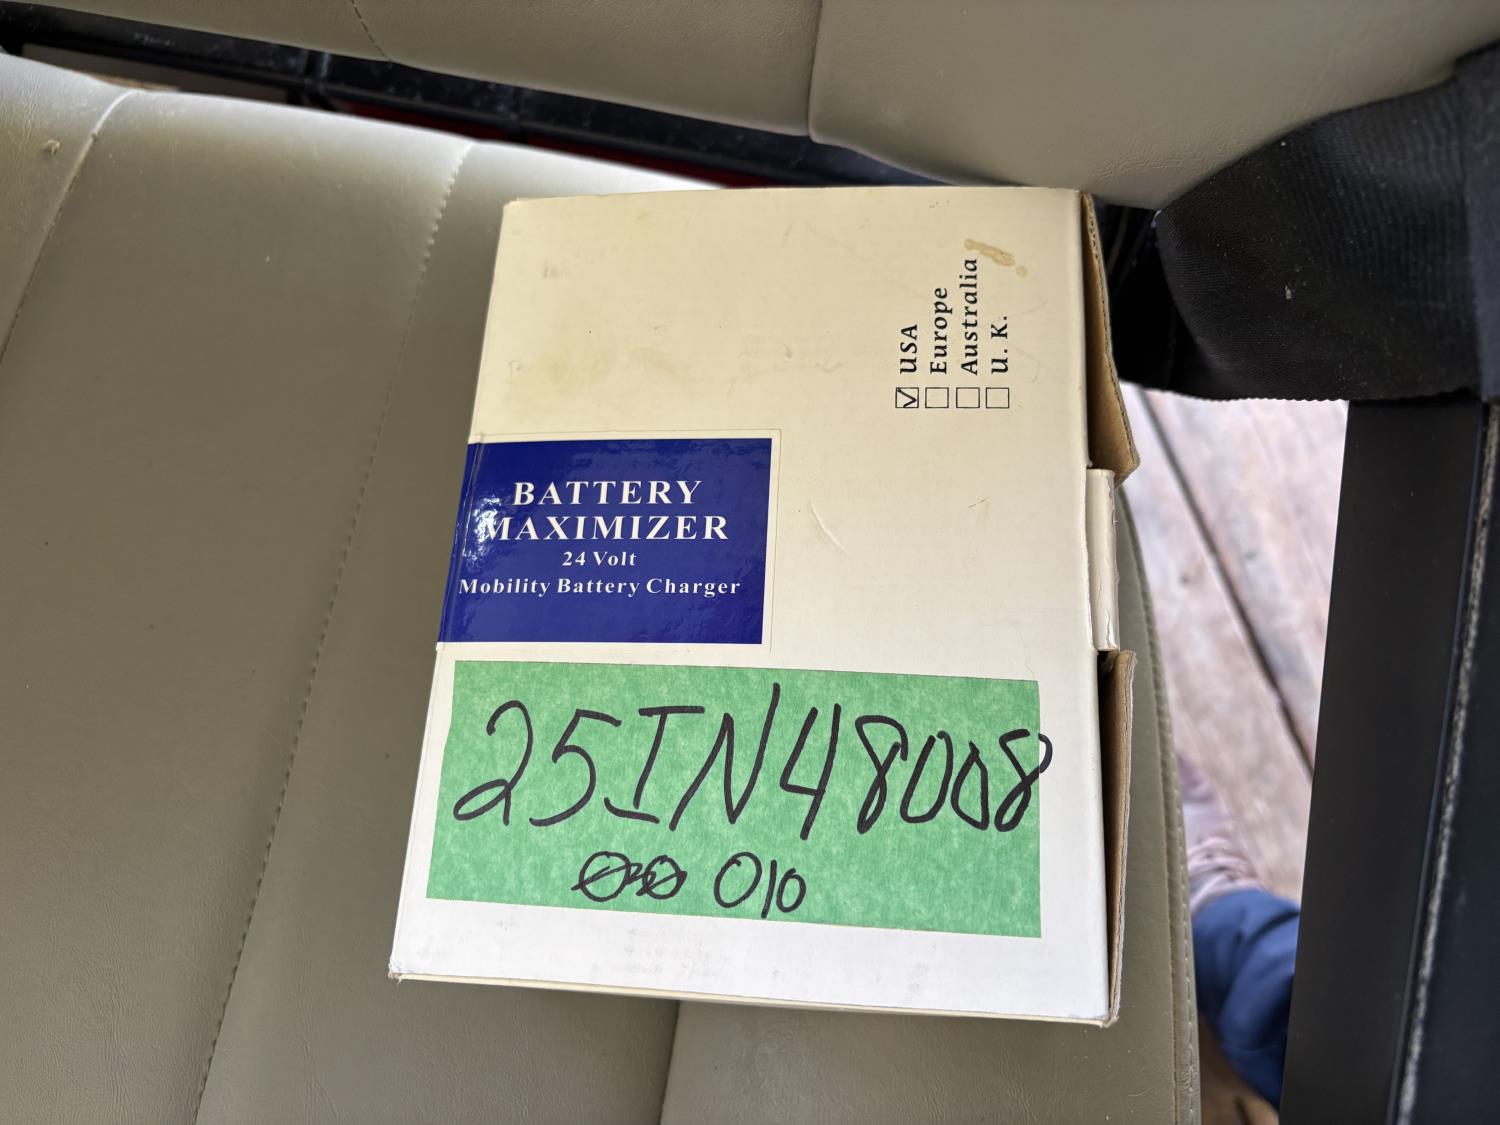 USA
Europe
Australia
U. K.
BATTERY
MAXIMIZER
24 Volt
Mobility Battery Charger
25IN48008
010